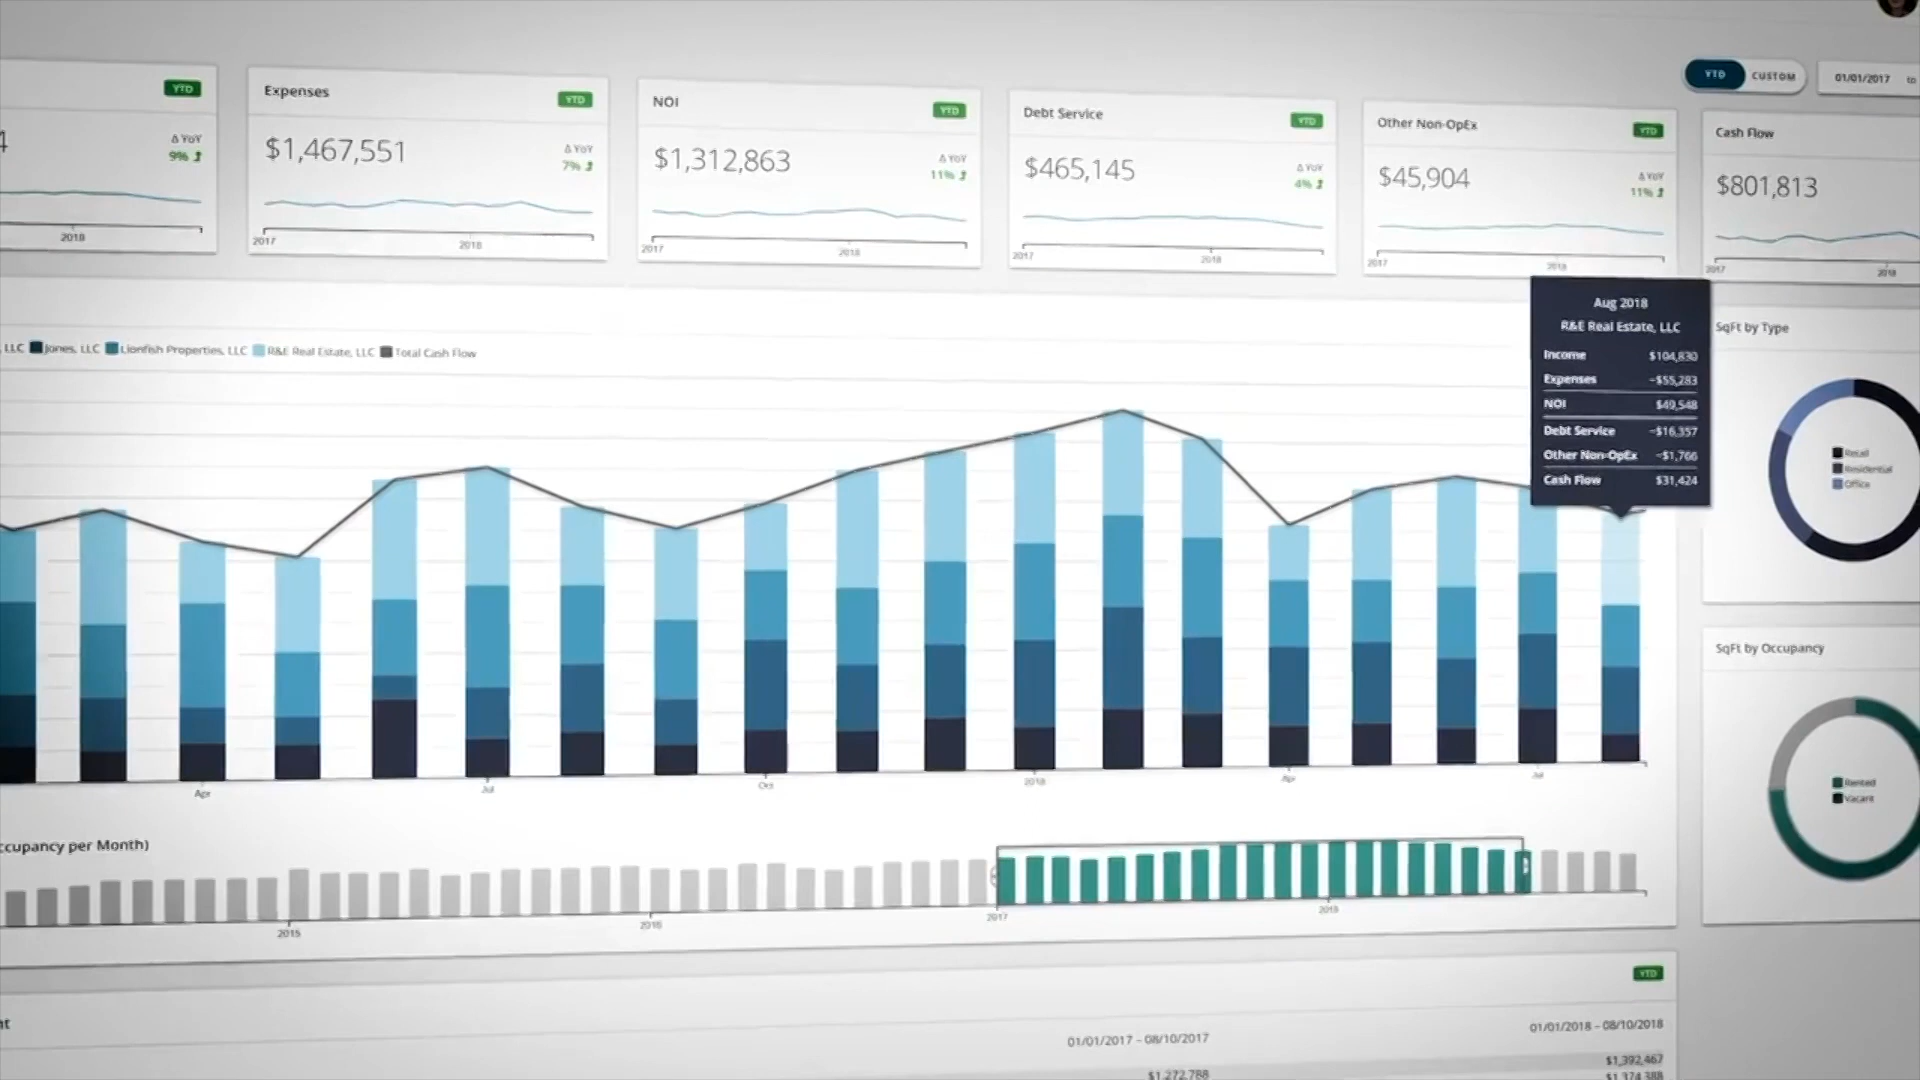 YTD
Δ YoY
9%
2018
Expenses
YTD
$1,467,551
Δ YoY
7%
2017
2018
NOI
YTD
$1,312,863
Δ YoY
11%
2017
2018
Debt Service
YTD
$465,145
Δ YoY
4%
2017
2018
Other Non-OpEx
YTD
$45,904
Δ YoY
11%
2017
2018
YTD CUSTOM 01/01/2017 to
Cash Flow
$801,813
2017
2018
LLC Jones, LLC Lionfish Properties, LLC R&E Real Estate, LLC Total Cash Flow
Aug 2018
R&E Real Estate, LLC
Income $104,830
Expenses -$55,283
NOI $49,548
Debt Service -$16,357
Other Non-OpEx -$1,766
Cash Flow $31,424
Apr Jul Oct 2018 Apr Jul
SqFt by Type
Retail
Residential
Office
SqFt by Occupancy
Rented
Vacant
ccupancy per Month)
2015 2016 2017 2018
YTD
nt
01/01/2017 - 08/10/2017 01/01/2018 - 08/10/2018
$1,392,467
$1,272,788 $1,374,388